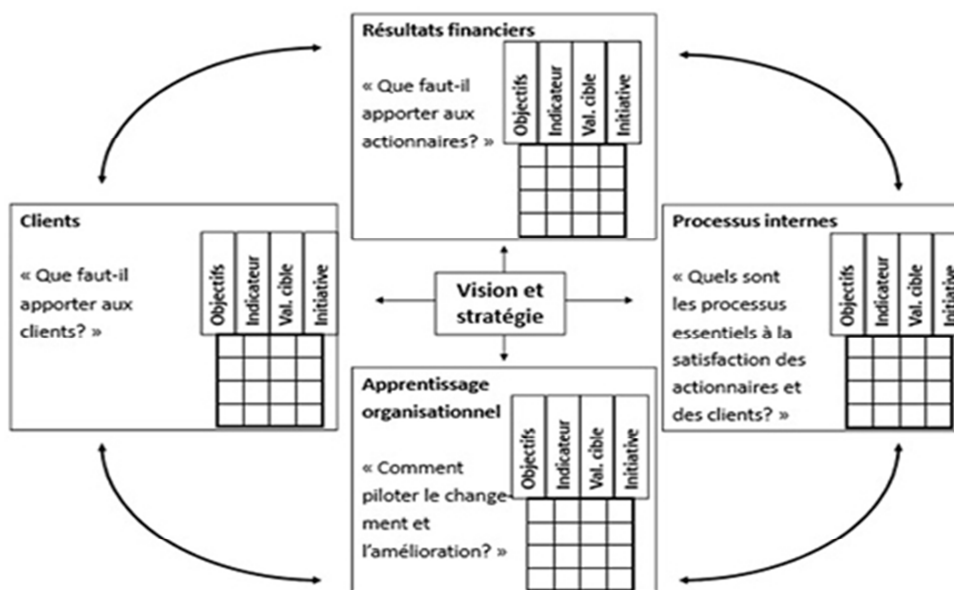 Résultats financiers
« Que faut-il
apporter aux
actionnaires? »
Objectifs
Indicateur
Val. cible
Initiative
Clients
« Que faut-il
apporter aux
clients? »
Objectifs
Indicateur
Val. cible
Initiative
Vision et
stratégie
Processus internes
« Quels sont
les processus
essentiels à la
satisfaction des
actionnaires et
des clients? »
Objectifs
Indicateur
Val. cible
Initiative
Apprentissage
organisationnel
« Comment
piloter le change-
ment et
l'amélioration? »
Objectifs
Indicateur
Val. cible
Initiative